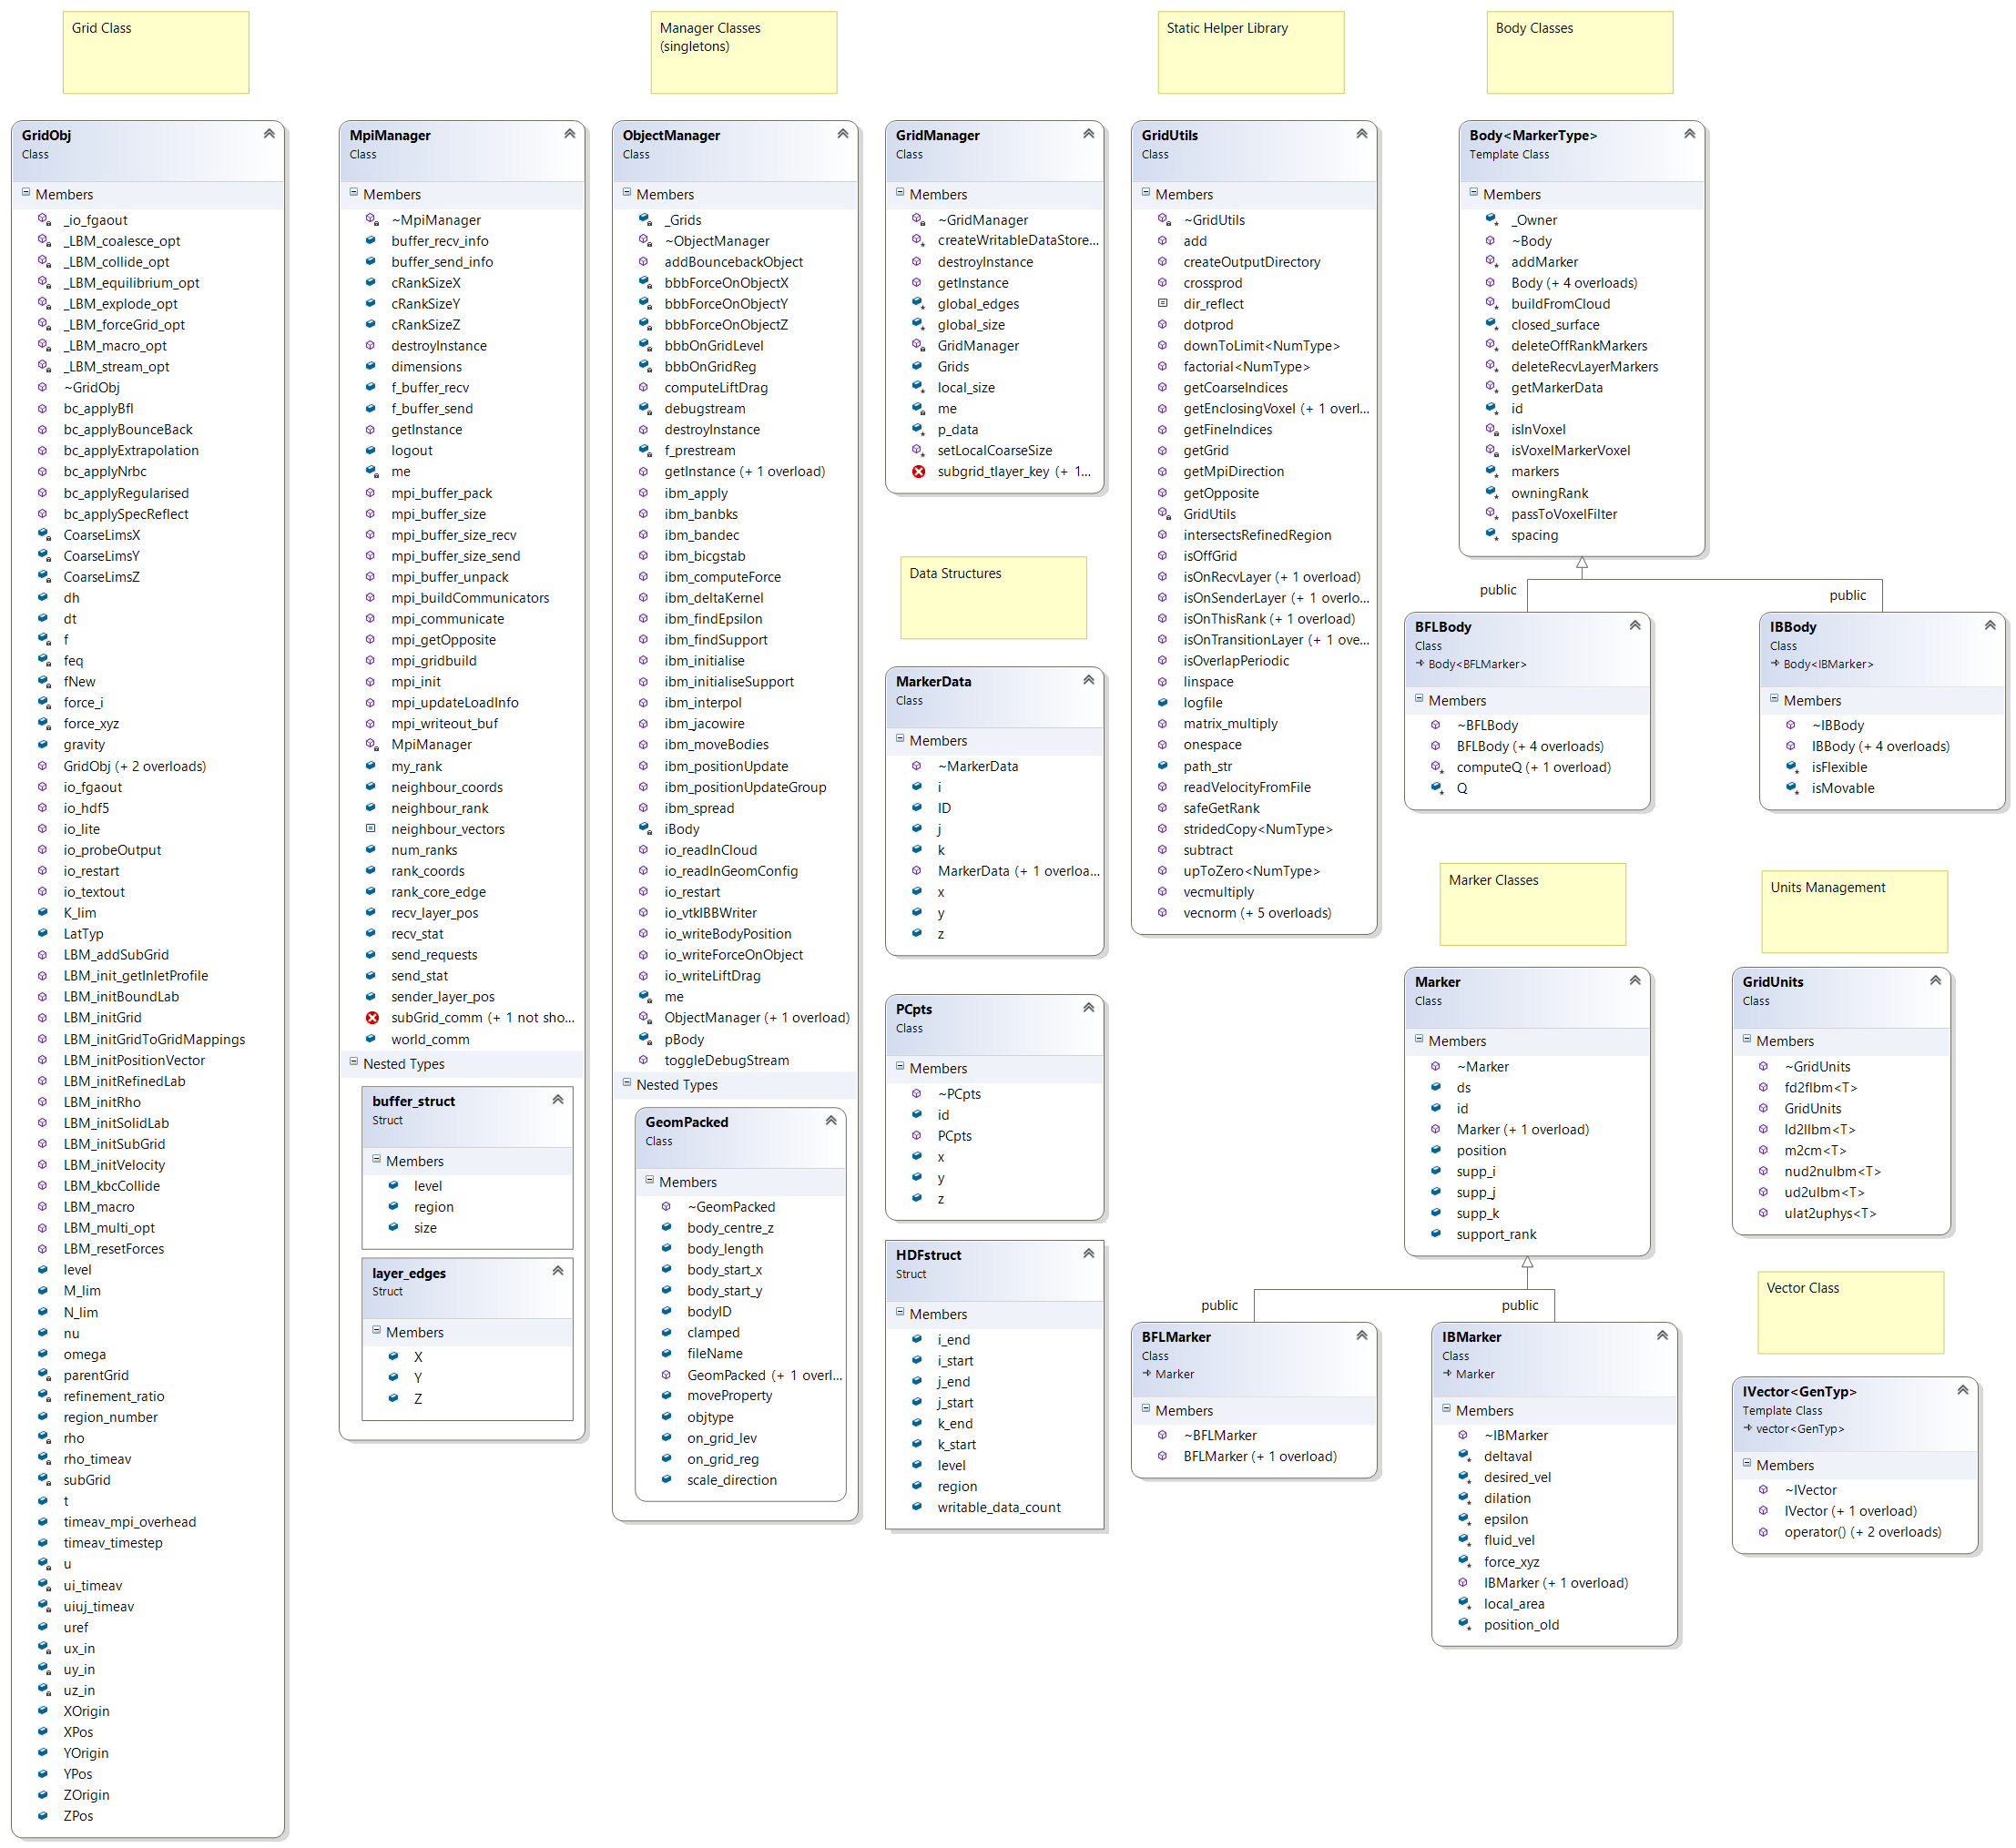 Grid Class
Manager Classes
(singletons)
Static Helper Library
Body Classes
GridObj
Class
Members
_io_fgaout
_LBM_coalesce_opt
_LBM_collide_opt
_LBM_equilibrium_opt
_LBM_explode_opt
_LBM_forceGrid_opt
_LBM_macro_opt
_LBM_stream_opt
~GridObj
bc_applyBfl
bc_applyBounceBack
bc_applyExtrapolation
bc_applyNrbc
bc_applyRegularised
bc_applySpecReflect
CoarseLimsX
CoarseLimsY
CoarseLimsZ
dh
dt
f
feq
fNew
force_i
force_xyz
gravity
GridObj (+ 2 overloads)
io_fgaout
io_hdf5
io_lite
io_probeOutput
io_restart
io_textout
K_lim
LatTyp
LBM_addSubGrid
LBM_init_getInletProfile
LBM_initBoundLab
LBM_initGrid
LBM_initGridToGridMappings
LBM_initPositionVector
LBM_initRefinedLab
LBM_initRho
LBM_initSolidLab
LBM_initSubGrid
LBM_initVelocity
LBM_kbcCollide
LBM_macro
LBM_multi_opt
LBM_resetForces
level
M_lim
N_lim
nu
omega
parentGrid
refinement_ratio
region_number
rho
rho_timeav
subGrid
t
timeav_mpi_overhead
timeav_timestep
u
ui_timeav
uiuj_timeav
uref
ux_in
uy_in
uz_in
XOrigin
XPos
YOrigin
YPos
ZOrigin
ZPos
MpiManager
Class
Members
~MpiManager
buffer_recv_info
buffer_send_info
cRankSizeX
cRankSizeY
cRankSizeZ
destroyInstance
dimensions
f_buffer_recv
f_buffer_send
getInstance
logout
me
mpi_buffer_pack
mpi_buffer_size
mpi_buffer_size_recv
mpi_buffer_size_send
mpi_buffer_unpack
mpi_buildCommunicators
mpi_communicate
mpi_getOpposite
mpi_gridbuild
mpi_init
mpi_updateLoadInfo
mpi_writeout_buf
MpiManager
my_rank
neighbour_coords
neighbour_rank
neighbour_vectors
num_ranks
rank_coords
rank_core_edge
recv_layer_pos
recv_stat
send_requests
send_stat
sender_layer_pos
subGrid_comm (+ 1 not sho...
world_comm
Nested Types
buffer_struct
Struct
Members
level
region
size
layer_edges
Struct
Members
X
Y
Z
ObjectManager
Class
Members
_Grids
~ObjectManager
addBouncebackObject
bbbForceOnObjectX
bbbForceOnObjectY
bbbForceOnObjectZ
bbbOnGridLevel
bbbOnGridReg
computeLiftDrag
debugstream
destroyInstance
f_prestream
getInstance (+ 1 overload)
ibm_apply
ibm_banbks
ibm_bandec
ibm_bicgstab
ibm_computeForce
ibm_deltaKernel
ibm_findEpsilon
ibm_findSupport
ibm_initialise
ibm_initialiseSupport
ibm_interpol
ibm_jacowire
ibm_moveBodies
ibm_positionUpdate
ibm_positionUpdateGroup
ibm_spread
iBody
io_readInCloud
io_readInGeomConfig
io_restart
io_vtkIBBWriter
io_writeBodyPosition
io_writeForceOnObject
io_writeLiftDrag
me
ObjectManager (+ 1 overload)
pBody
toggleDebugStream
Nested Types
GeomPacked
Class
Members
~GeomPacked
body_centre_z
body_length
body_start_x
body_start_y
bodyID
clamped
fileName
GeomPacked (+ 1 overl...
moveProperty
objtype
on_grid_lev
on_grid_reg
scale_direction
GridManager
Class
Members
~GridManager
createWritableDataStore...
destroyInstance
getInstance
global_edges
global_size
GridManager
Grids
local_size
me
p_data
setLocalCoarseSize
subgrid_tlayer_key (+ 1...
Data Structures
MarkerData
Class
Members
~MarkerData
i
ID
j
k
MarkerData (+ 1 overloa...
x
y
z
PCpts
Class
Members
~PCpts
id
PCpts
x
y
z
HDFstruct
Struct
Members
i_end
i_start
j_end
j_start
k_end
k_start
level
region
writable_data_count
GridUtils
Class
Members
~GridUtils
add
createOutputDirectory
crossprod
dir_reflect
dotprod
downToLimit<NumType>
factorial<NumType>
getCoarseIndices
getEnclosingVoxel (+ 1 overl...
getFineIndices
getGrid
getMpiDirection
getOpposite
GridUtils
intersectsRefinedRegion
isOffGrid
isOnRecvLayer (+ 1 overload)
isOnSenderLayer (+ 1 overlo...
isOnThisRank (+ 1 overload)
isOnTransitionLayer (+ 1 ove...
isOverlapPeriodic
linspace
logfile
matrix_multiply
onespace
path_str
readVelocityFromFile
safeGetRank
stridedCopy<NumType>
subtract
upToZero<NumType>
vecmultiply
vecnorm (+ 5 overloads)
Body<MarkerType>
Template Class
Members
_Owner
~Body
addMarker
Body (+ 4 overloads)
buildFromCloud
closed_surface
deleteOffRankMarkers
deleteRecvLayerMarkers
getMarkerData
id
isInVoxel
isVoxelMarkerVoxel
markers
owningRank
passToVoxelFilter
spacing
public
public
BFLBody
Class
Body<BFLMarker>
Members
~BFLBody
BFLBody (+ 4 overloads)
computeQ (+ 1 overload)
Q
IBBody
Class
Body<IBMarker>
Members
~IBBody
IBBody (+ 4 overloads)
isFlexible
isMovable
Marker Classes
Units Management
Marker
Class
Members
~Marker
ds
id
Marker (+ 1 overload)
position
supp_i
supp_j
supp_k
support_rank
public
public
BFLMarker
Class
Marker
Members
~BFLMarker
BFLMarker (+ 1 overload)
IBMarker
Class
Marker
Members
~IBMarker
deltaval
desired_vel
dilation
epsilon
fluid_vel
force_xyz
IBMarker (+ 1 overload)
local_area
position_old
GridUnits
Class
Members
~GridUnits
fd2flbm<T>
GridUnits
ld2llbm<T>
m2cm<T>
nud2nulbm<T>
ud2ulbm<T>
ulat2uphys<T>
Vector Class
IVector<GenTyp>
Template Class
vector<GenTyp>
Members
~IVector
IVector (+ 1 overload)
operator() (+ 2 overloads)